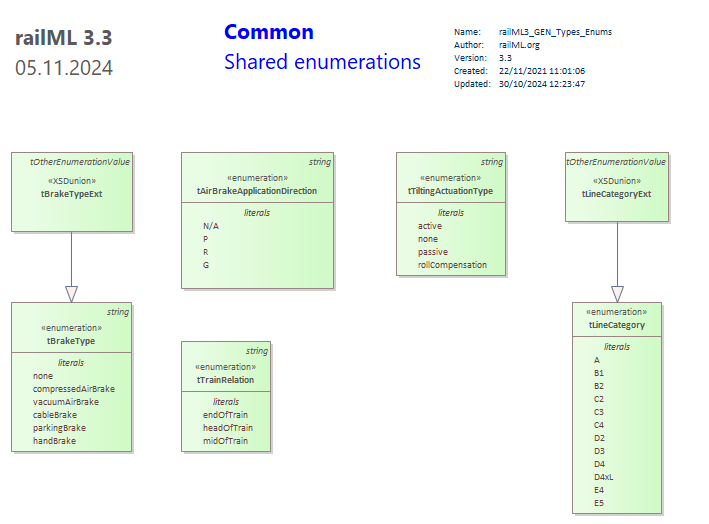 railML 3.3
05.11.2024
Common
Shared enumerations
Name: railML3_GEN_Types_Enums
Author: railML.org
Version: 3.3
Created: 22/11/2021 11:01:06
Updated: 30/10/2024 12:23:47
tOtherEnumerationValue
«XSDunion»
tBrakeTypeExt
string
«enumeration»
tAirBrakeApplicationDirection
literals
N/A
P
R
G
string
«enumeration»
tTiltingActuationType
literals
active
none
passive
rollCompensation
tOtherEnumerationValue
«XSDunion»
tLineCategoryExt
string
«enumeration»
tBrakeType
literals
none
compressedAirBrake
vacuumAirBrake
cableBrake
parkingBrake
handBrake
string
«enumeration»
tTrainRelation
literals
endOfTrain
headOfTrain
midOfTrain
«enumeration»
tLineCategory
literals
A
B1
B2
C2
C3
C4
D2
D3
D4
D4xL
E4
E5